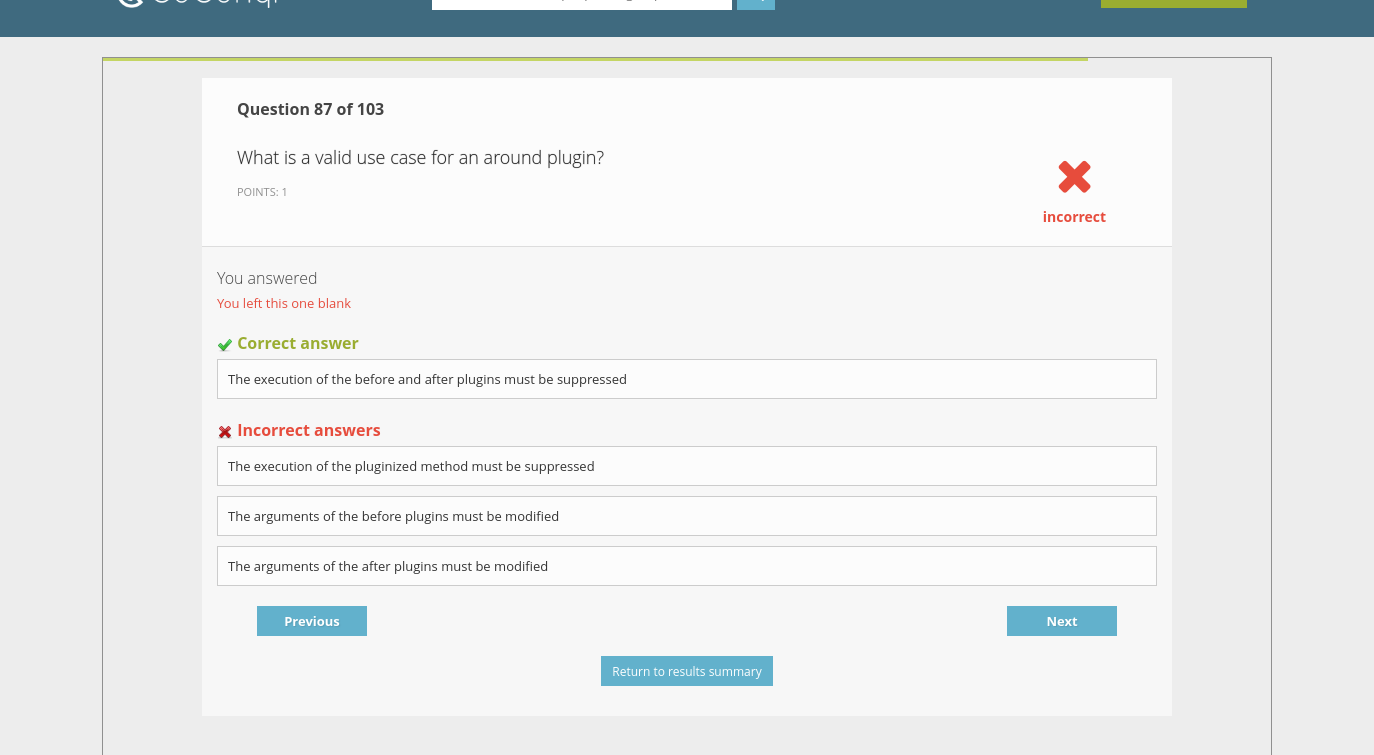 Question 87 of 103
What is a valid use case for an around plugin?
POINTS: 1
incorrect
You answered
You left this one blank
Correct answer
The execution of the before and after plugins must be suppressed
Incorrect answers
The execution of the pluginized method must be suppressed
The arguments of the before plugins must be modified
The arguments of the after plugins must be modified
Previous
Next
Return to results summary